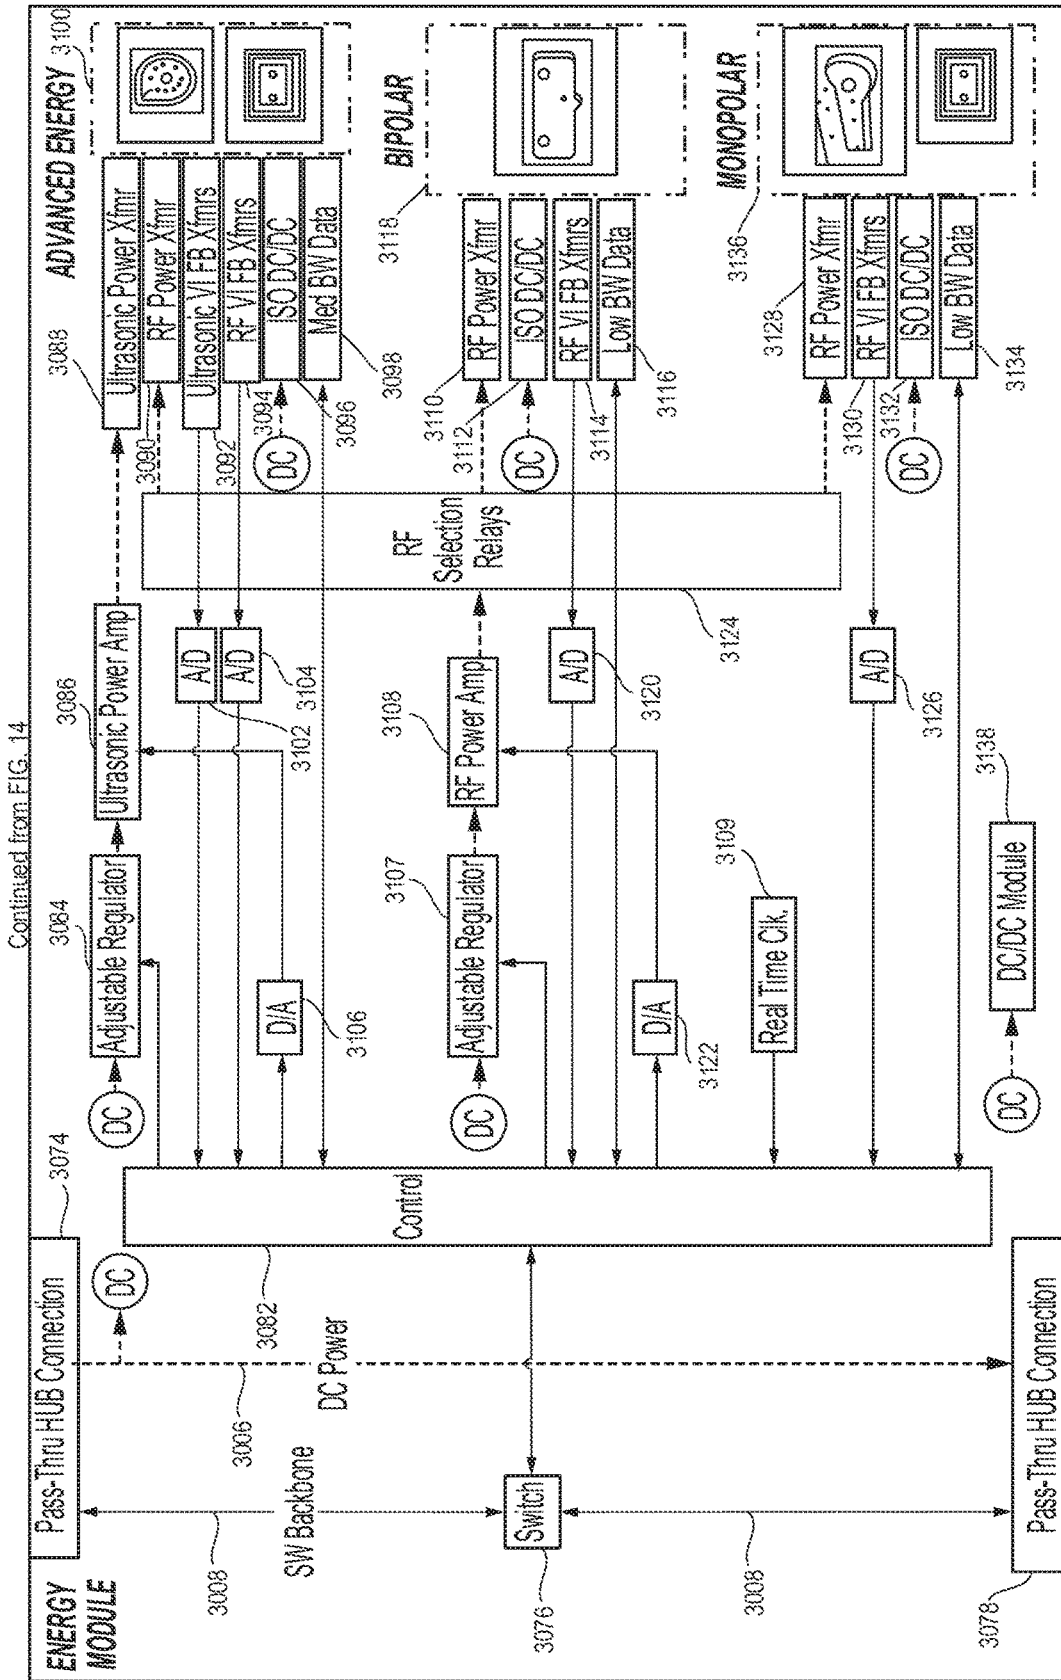 Continued from FIG. 14
ENERGY
MODULE
Pass-Thru HUB Connection
3074
3008
SW Backbone
3006
DC Power
DC
Switch
3076
3008
Pass-Thru HUB Connection
3078
Control
3082
DC
Adjustable Regulator
3084
Ultrasonic Power Amp
3086
A/D
3102
A/D
3104
D/A
3106
DC
Adjustable Regulator
3107
RF Power Amp
3108
A/D
3120
D/A
3122
Real Time Clk.
3109
A/D
3126
DC
DC/DC Module
3138
RF
Selection
Relays
3124
ADVANCED ENERGY
3100
Ultrasonic Power Xfmr
3088
RF Power Xfmr
3090
Ultrasonic VI FB Xfmrs
3092
RF VI FB Xfmrs
3094
DC
ISO DC/DC
3096
Med BW Data
3098
BIPOLAR
3118
RF Power Xfmr
3110
DC
ISO DC/DC
3112
RF VI FB Xfmrs
3114
Low BW Data
3116
MONOPOLAR
3136
RF Power Xfmr
3128
RF VI FB Xfmrs
3130
DC
ISO DC/DC
3132
Low BW Data
3134